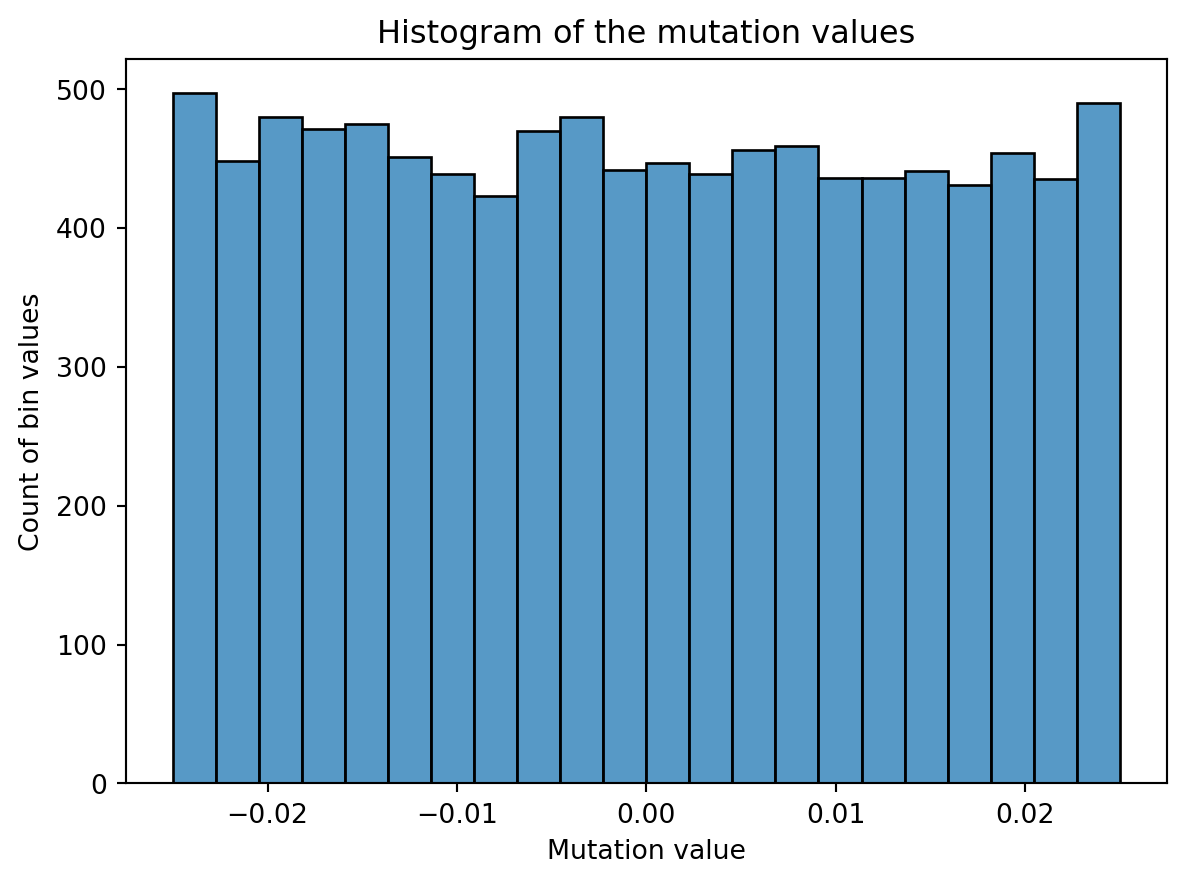 Histogram of the mutation values
Count of bin values
500
400
300
200
100
0
−0.02 −0.01 0.00 0.01 0.02
Mutation value